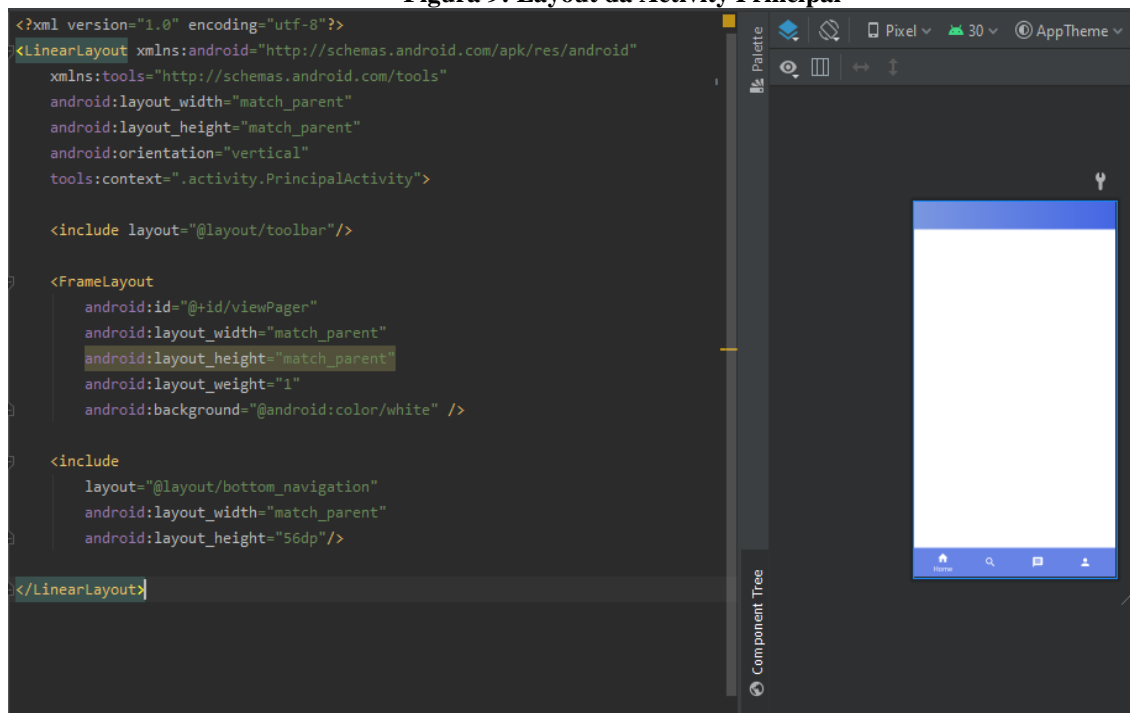 Figura 9. Layout da Activity Principal
<?xml version="1.0" encoding="utf-8"?>
<LinearLayout xmlns:android="http://schemas.android.com/apk/res/android"
    xmlns:tools="http://schemas.android.com/tools"
    android:layout_width="match_parent"
    android:layout_height="match_parent"
    android:orientation="vertical"
    tools:context=".activity.PrincipalActivity">
    <include layout="@layout/toolbar"/>
    <FrameLayout
        android:id="@+id/viewPager"
        android:layout_width="match_parent"
        android:layout_height="match_parent"
        android:layout_weight="1"
        android:background="@android:color/white" />
    <include
        layout="@layout/bottom_navigation"
        android:layout_width="match_parent"
        android:layout_height="56dp"/>
</LinearLayout>
Palette
Component Tree
Pixel 30 AppTheme
Home